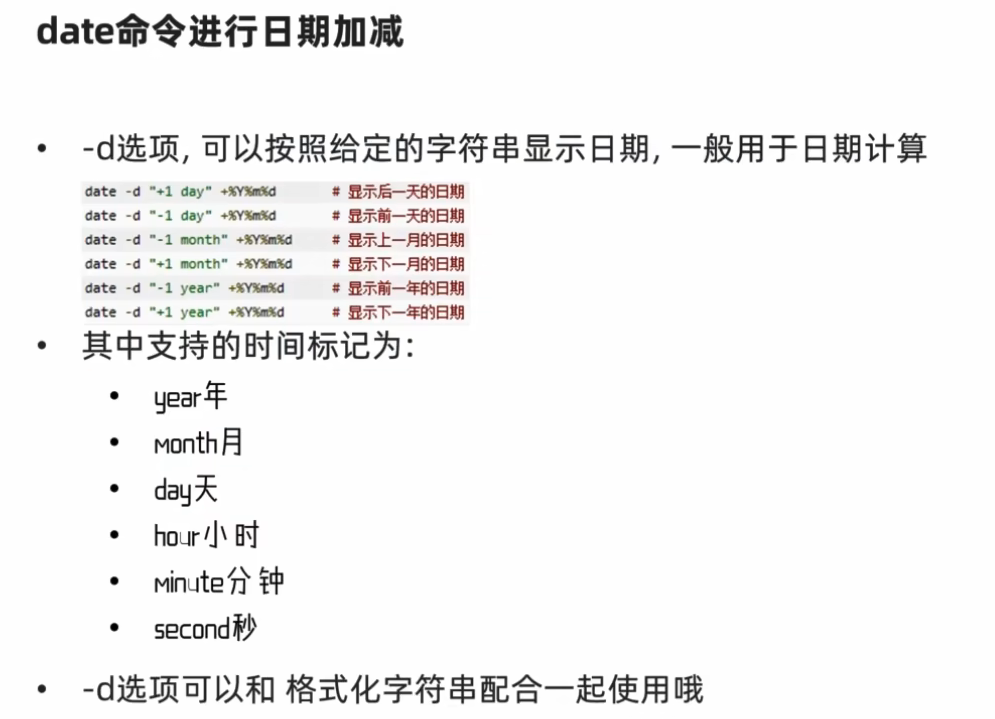 date命令进行日期加减
• -d选项, 可以按照给定的字符串显示日期, 一般用于日期计算
date -d "+1 day" +%Y%m%d # 显示后一天的日期
date -d "-1 day" +%Y%m%d # 显示前一天的日期
date -d "-1 month" +%Y%m%d # 显示上一月的日期
date -d "+1 month" +%Y%m%d # 显示下一月的日期
date -d "-1 year" +%Y%m%d # 显示前一年的日期
date -d "+1 year" +%Y%m%d # 显示下一年的日期
• 其中支持的时间标记为:
• year年
• month月
• day天
• hour小时
• minute分钟
• second秒
• -d选项可以和 格式化字符串配合一起使用哦